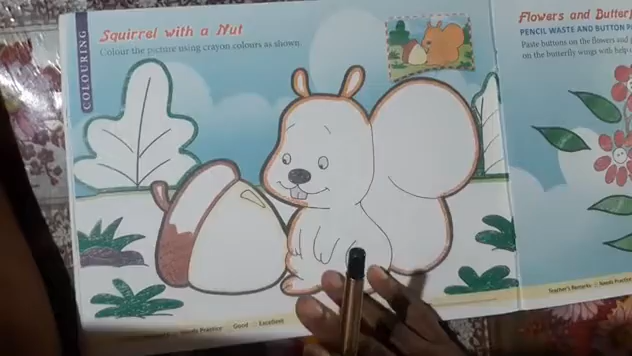 COLOURING
Squirrel with a Nut
Colour the picture using crayon colours as shown.
Needs Practice Good Excellent
Flowers and Butterf
PENCIL WASTE AND BUTTON P
Paste buttons on the flowers and
on the butterfly wings with help
Teacher's Remarks: Needs Practice